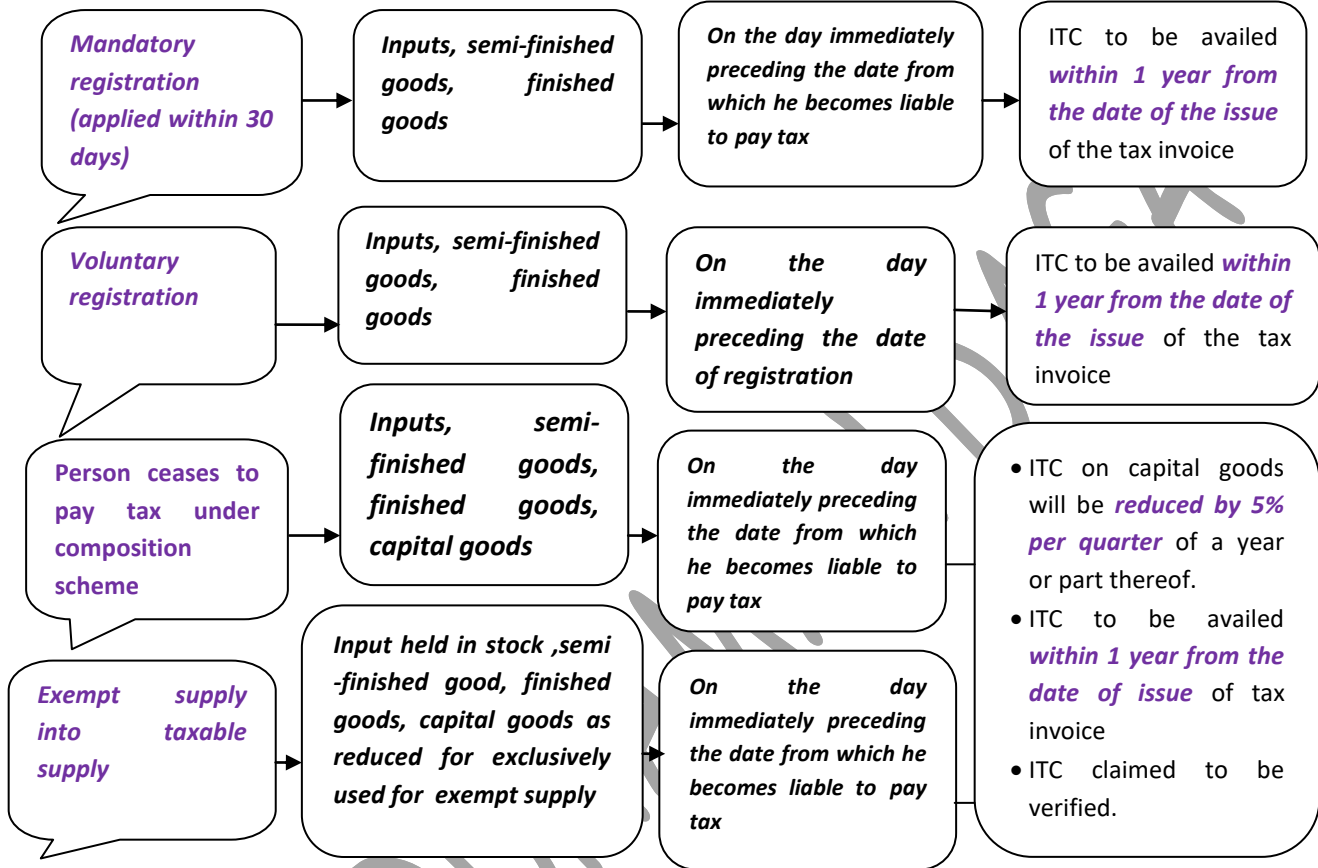 Mandatory
registration
(applied within 30
days)
Inputs, semi-finished
goods, finished
goods
On the day immediately
preceding the date from
which he becomes liable
to pay tax
ITC to be availed
within 1 year from
the date of the issue
of the tax invoice
Voluntary
registration
Inputs, semi-finished
goods, finished
goods
On the day
immediately
preceding the date
of registration
ITC to be availed within
1 year from the date of
the issue of the tax
invoice
Person ceases to
pay tax under
composition
scheme
Inputs, semi-
finished goods,
finished goods,
capital goods
On the day
immediately preceding
the date from which
he becomes liable to
pay tax
• ITC on capital goods
will be reduced by 5%
per quarter of a year
or part thereof.
• ITC to be availed
within 1 year from the
date of issue of tax
invoice
• ITC claimed to be
verified.
Exempt supply
into taxable
supply
Input held in stock ,semi
-finished good, finished
goods, capital goods as
reduced for exclusively
used for exempt supply
On the day
immediately preceding
the date from which he
becomes liable to pay
tax